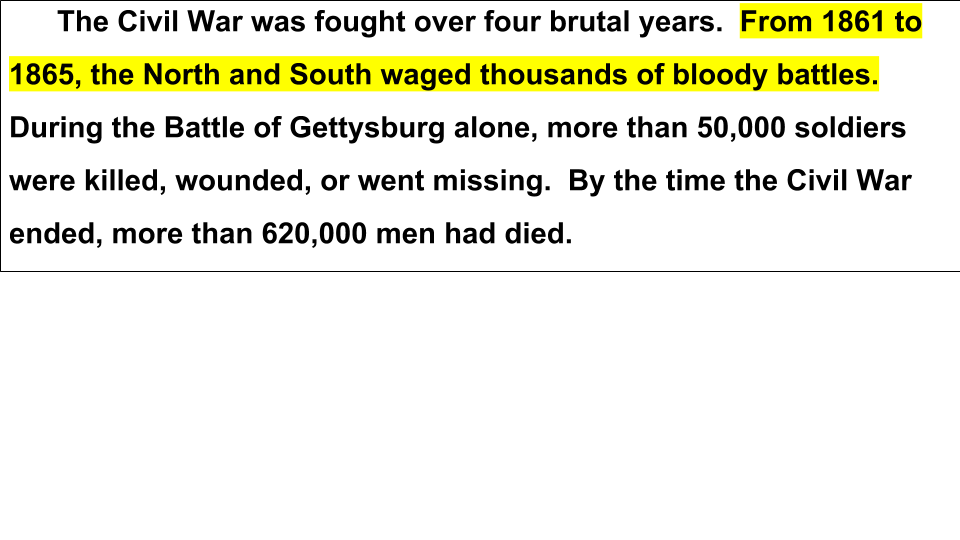 The Civil War was fought over four brutal years.  From 1861 to
1865, the North and South waged thousands of bloody battles.
During the Battle of Gettysburg alone, more than 50,000 soldiers
were killed, wounded, or went missing.  By the time the Civil War
ended, more than 620,000 men had died.